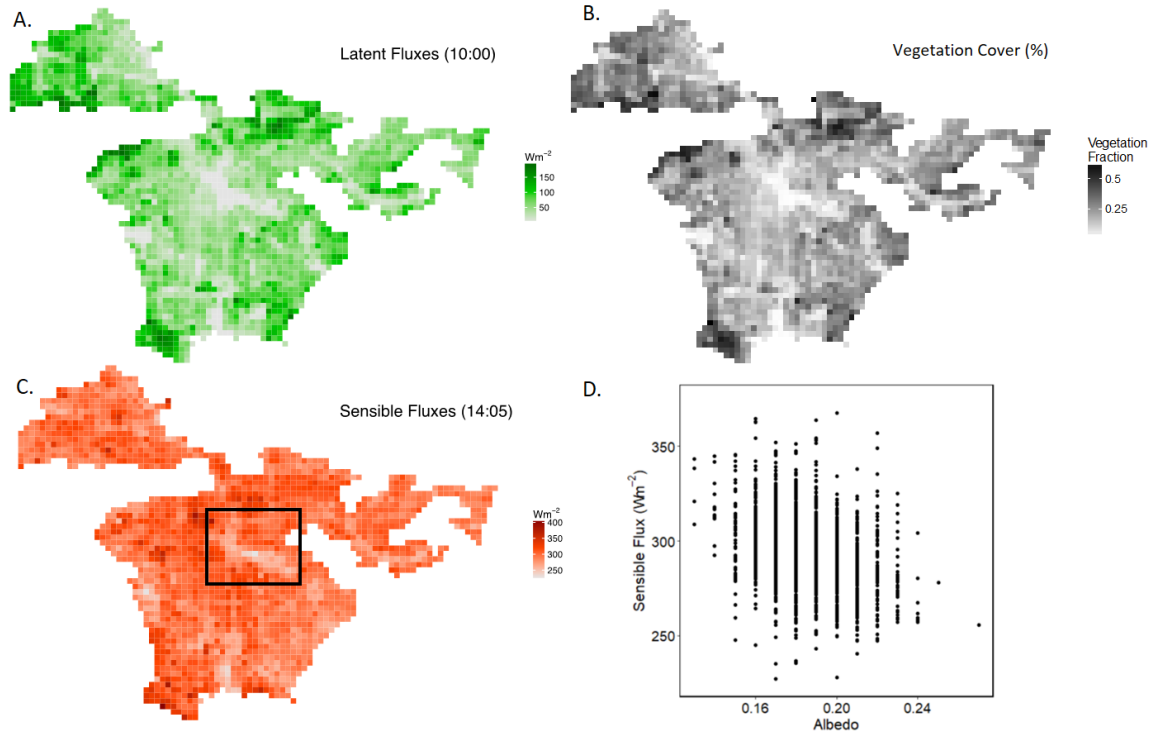 A.
Latent Fluxes (10:00)
Wm⁻²
150
100
50
B.
Vegetation Cover (%)
Vegetation
Fraction
0.5
0.25
C.
Sensible Fluxes (14:05)
Wm⁻²
400
350
300
250
D.
Sensible Flux (Wm⁻²)
350
300
250
0.16
0.20
0.24
Albedo